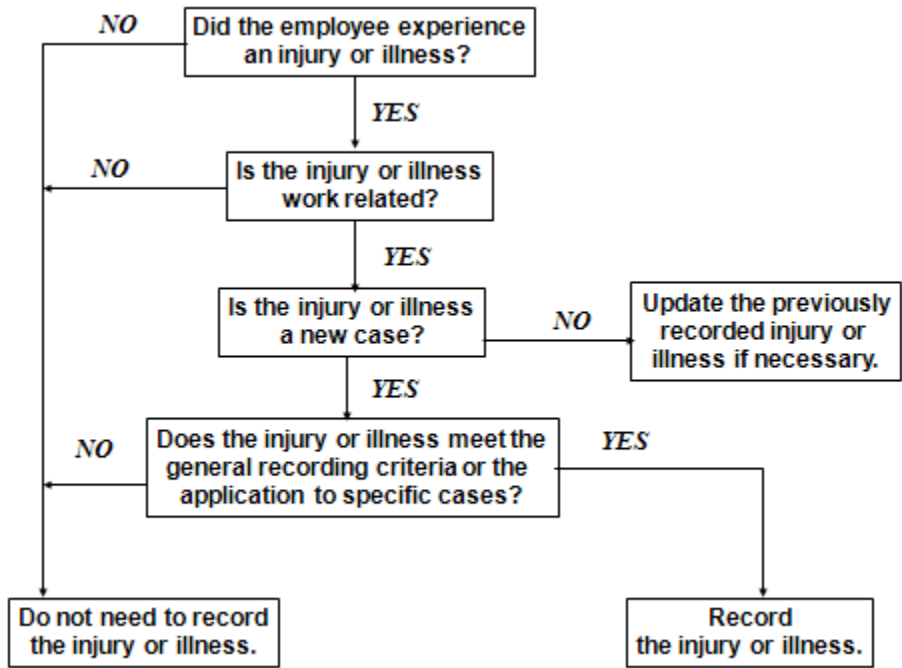 NO
Did the employee experience
an injury or illness?
YES
NO
Is the injury or illness
work related?
YES
Is the injury or illness
a new case?
NO
Update the previously
recorded injury or
illness if necessary.
YES
NO
Does the injury or illness meet the
general recording criteria or the
application to specific cases?
YES
Do not need to record
the injury or illness.
Record
the injury or illness.